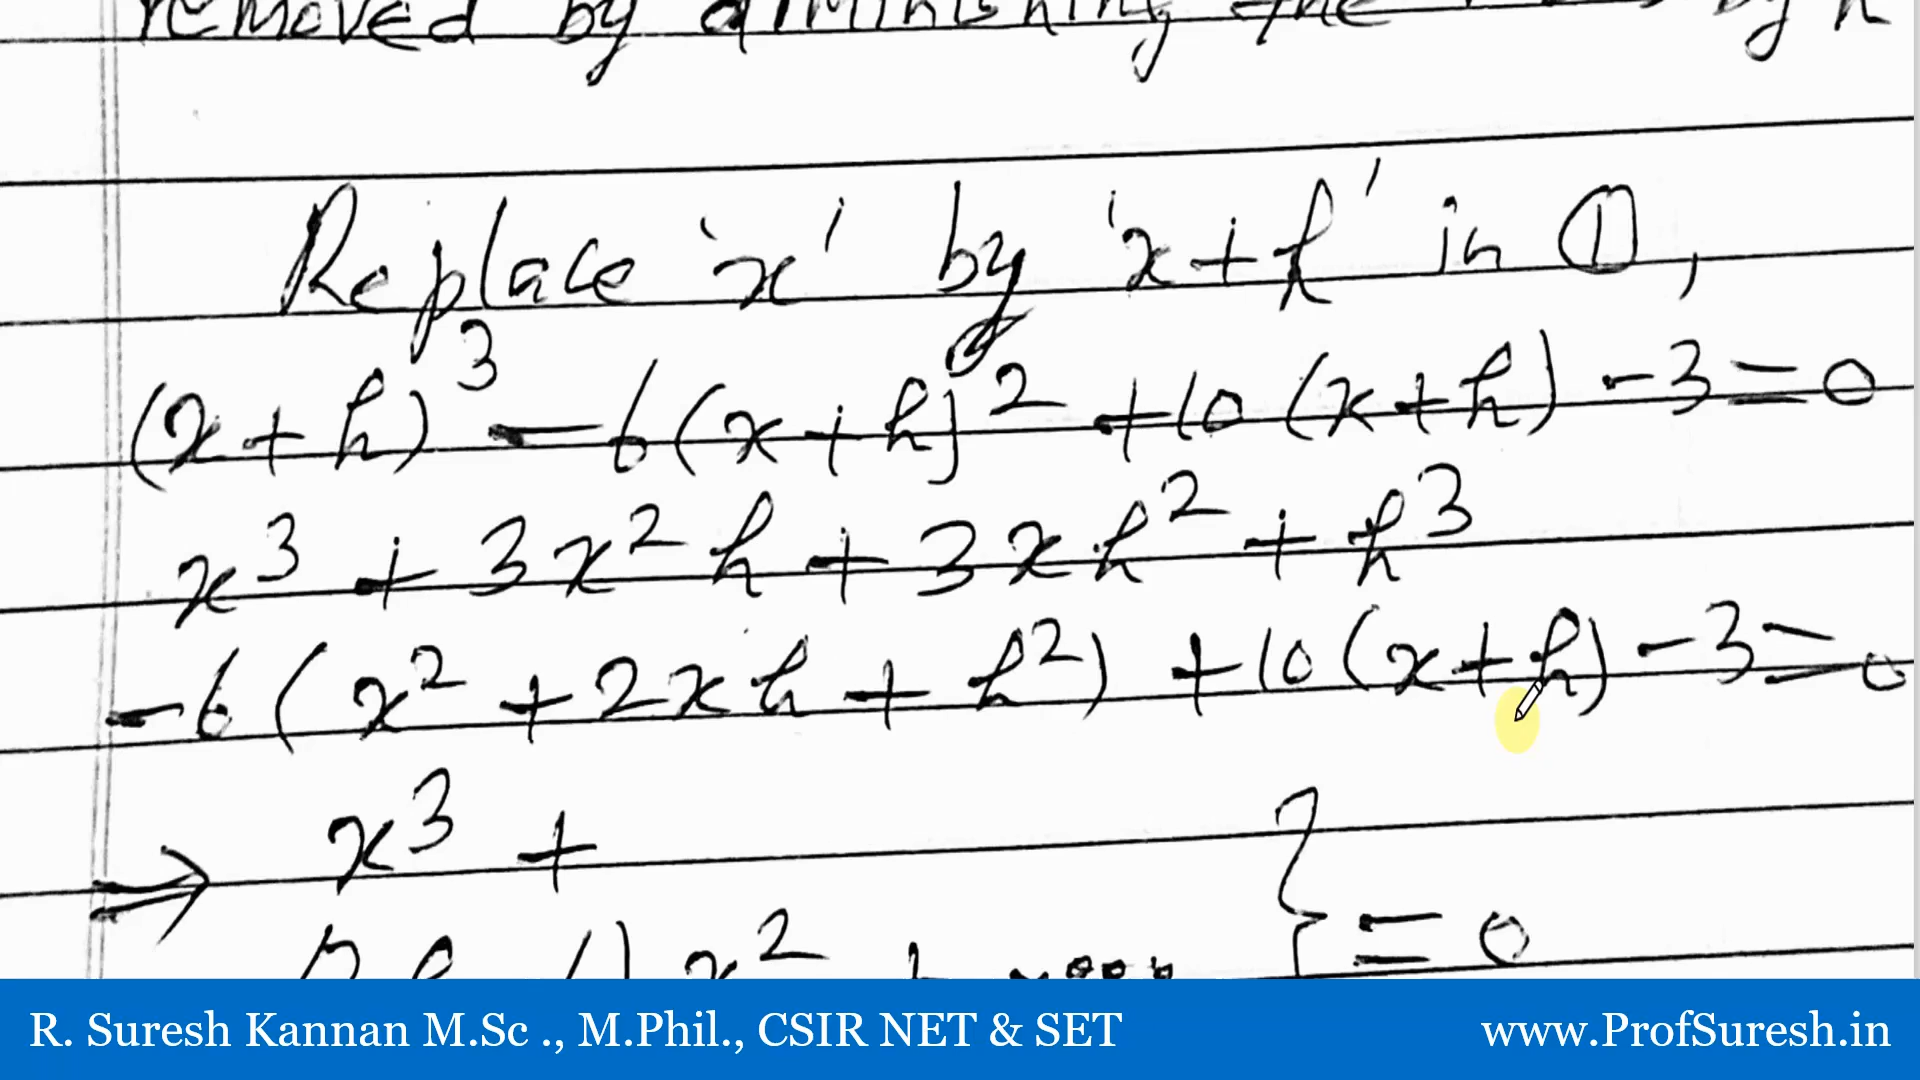 removed by diminishing the by h
Replace 'x' by 'x+h' in ①,
(x+h)³ – 6(x+h)² +10(x+h) – 3 = 0
x³ + 3x²h + 3xh² + h³
–6(x² + 2xh + h²) +10(x+h) – 3 = 0
⇒ x³ +
x² } = 0
R. Suresh Kannan M.Sc ., M.Phil., CSIR NET & SET
www.ProfSuresh.in